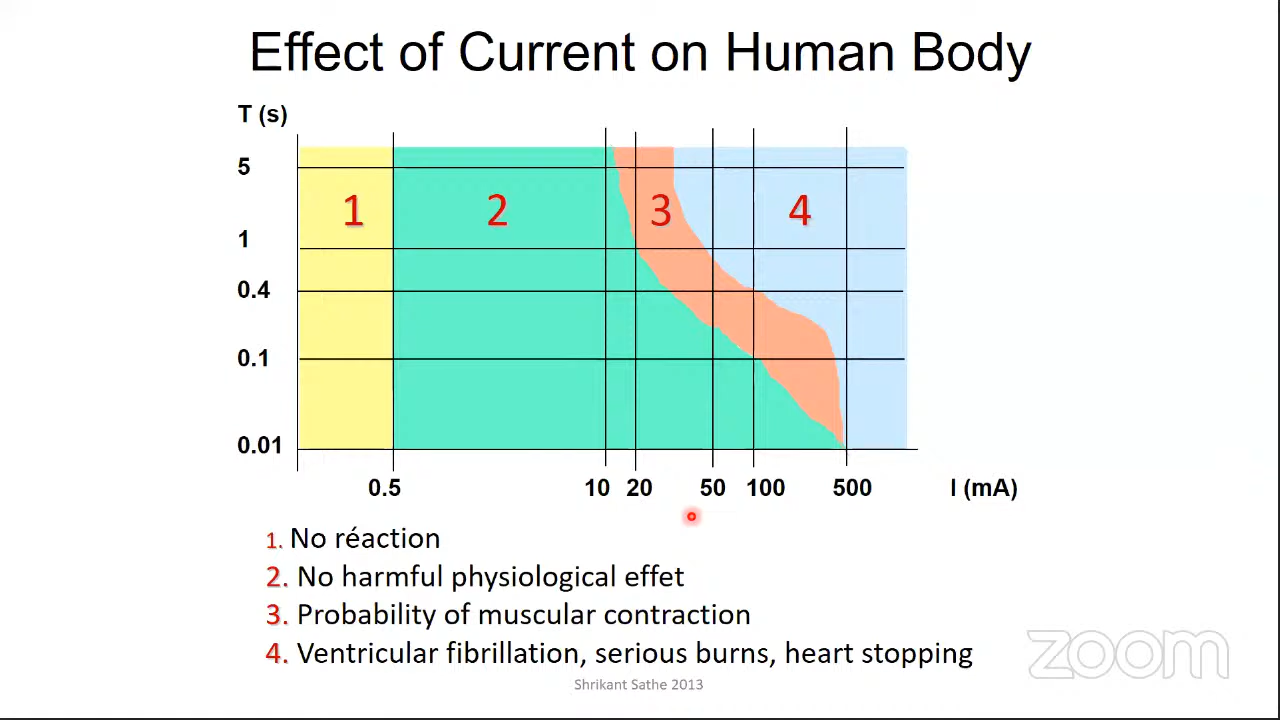 Effect of Current on Human Body
T (s)
5
1
0.4
0.1
0.01
1
2
3
4
0.5 10 20 50 100 500 I (mA)
1. No réaction
2. No harmful physiological effet
3. Probability of muscular contraction
4. Ventricular fibrillation, serious burns, heart stopping
Shrikant Sathe 2013
zoom